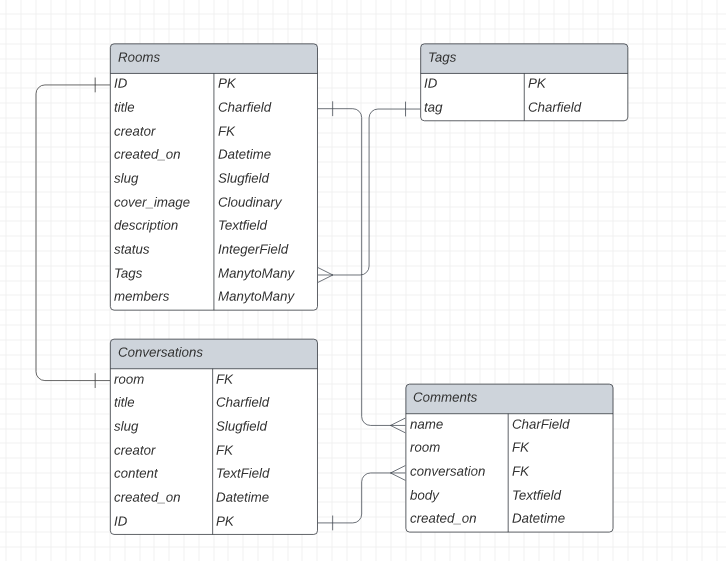 Rooms
ID PK
title Charfield
creator FK
created_on Datetime
slug Slugfield
cover_image Cloudinary
description Textfield
status IntegerField
Tags ManytoMany
members ManytoMany
Tags
ID PK
tag Charfield
Conversations
room FK
title Charfield
slug Slugfield
creator FK
content TextField
created_on Datetime
ID PK
Comments
name CharField
room FK
conversation FK
body Textfield
created_on Datetime